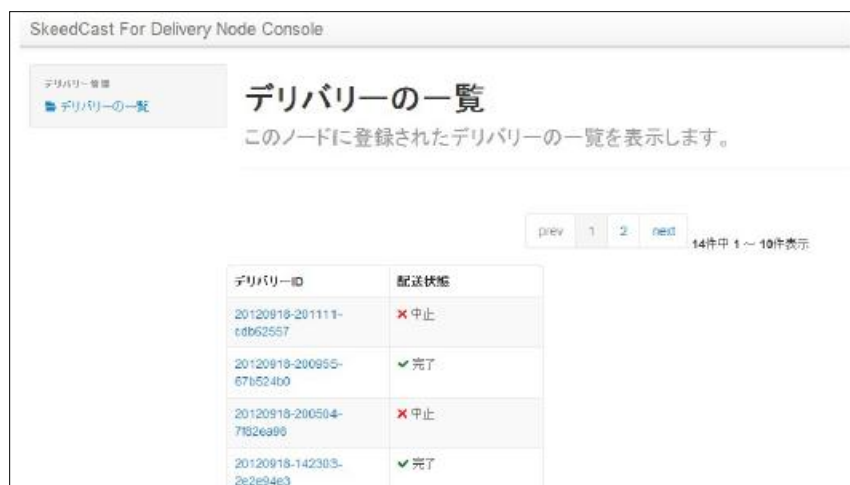 SkeedCast For Delivery Node Console
デリバリー管理
デリバリーの一覧
デリバリーの一覧
このノードに登録されたデリバリーの一覧を表示します。
prev 1 2 next
14件中 1 ～ 10件表示
デリバリーID 配送状態
20120918-201111-
cdb62557
中止
20120918-200955-
67b524b0
完了
20120918-200504-
7f82ea96
中止
20120918-142303-
2e2e94e3
完了